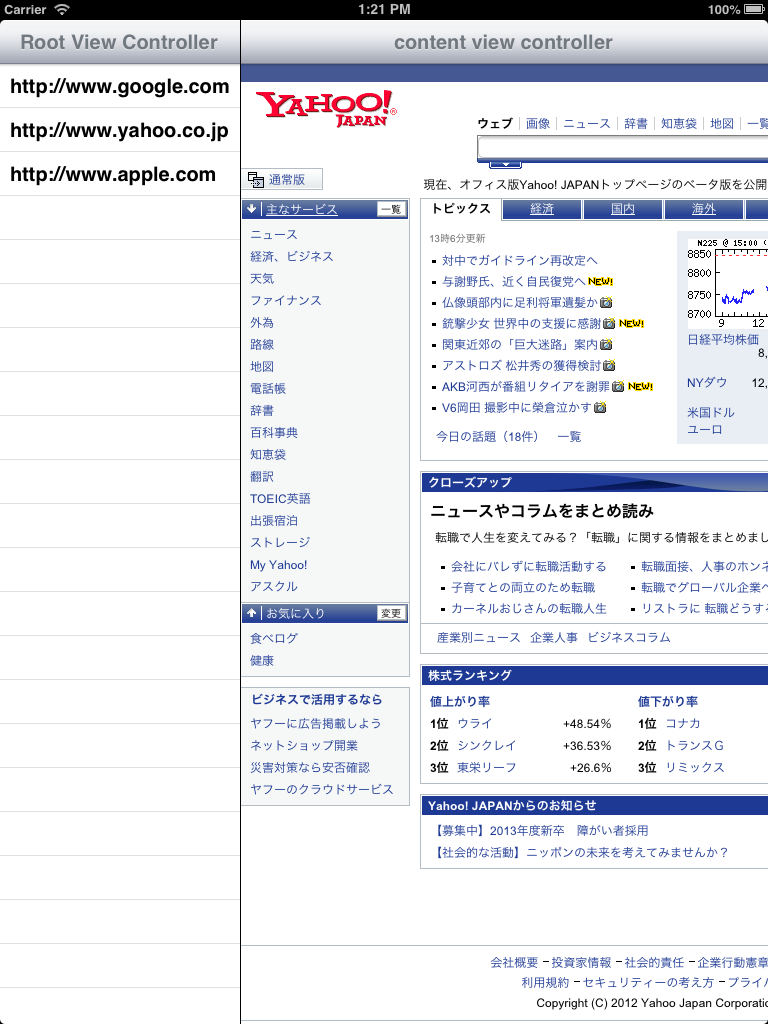 Carrier
1:21 PM
100%
Root View Controller
content view controller
http://www.google.com
http://www.yahoo.co.jp
http://www.apple.com
YAHOO!
JAPAN
ウェブ 画像 ニュース 辞書 知恵袋 地図 一覧
通常版
現在、オフィス版Yahoo! JAPANトップページのベータ版を公開
主なサービス 一覧
ニュース
経済、ビジネス
天気
ファイナンス
外為
路線
地図
電話帳
辞書
百科事典
知恵袋
翻訳
TOEIC英語
出張宿泊
ストレージ
My Yahoo!
アスクル
お気に入り 変更
食べログ
健康
ビジネスで活用するなら
ヤフーに広告掲載しよう
ネットショップ開業
災害対策なら安否確認
ヤフーのクラウドサービス
トピックス 経済 国内 海外
13時6分更新
対中でガイドライン再改定へ
与謝野氏、近く自民復党へ NEW!
仏像頭部内に足利将軍遺髪か
銃撃少女 世界中の支援に感謝 NEW!
関東近郊の「巨大迷路」案内
アストロズ 松井秀の獲得検討
AKB河西が番組リタイアを謝罪 NEW!
V6岡田 撮影中に榮倉泣かす
今日の話題（18件） 一覧
N225 @ 15:00 (
8850
8800
8750
8700
9 12
日経平均株価
8,
NYダウ 12,
米国ドル
ユーロ
クローズアップ
ニュースやコラムをまとめ読み
転職で人生を変えてみる？「転職」に関する情報をまとめまし
会社にバレずに転職活動する 転職面接、人事のホンネ
子育てとの両立のため転職 転職でグローバル企業へ
カーネルおじさんの転職人生 リストラに 転職どうする
産業別ニュース 企業人事 ビジネスコラム
株式ランキング
値上がり率 値下がり率
1位 ウライ +48.54% 1位 コナカ
2位 シンクレイ +36.53% 2位 トランスＧ
3位 東栄リーフ +26.6% 3位 リミックス
Yahoo! JAPANからのお知らせ
【募集中】2013年度新卒　障がい者採用
【社会的な活動】ニッポンの未来を考えてみませんか？
会社概要 − 投資家情報 − 社会的責任 − 企業行動憲章
利用規約 − セキュリティーの考え方 − プライバ
Copyright (C) 2012 Yahoo Japan Corporatio